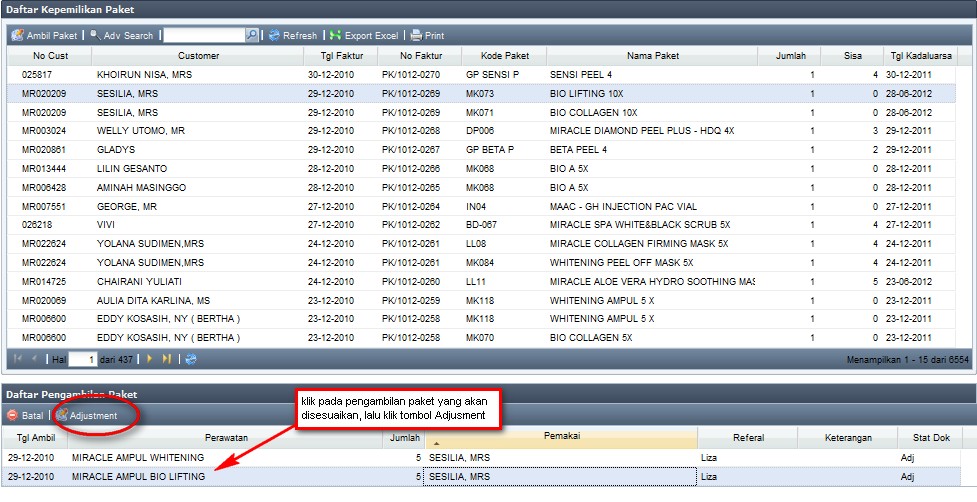 Daftar Kepemilikan Paket
Ambil Paket Adv Search Refresh Export Excel Print
No Cust Customer Tgl Faktur No Faktur Kode Paket Nama Paket Jumlah Sisa Tgl Kadaluarsa
025817 KHOIRUN NISA, MRS 30-12-2010 PK/1012-0270 GP SENSI P SENSI PEEL 4 1 4 30-12-2011
MR020209 SESILIA, MRS 29-12-2010 PK/1012-0269 MK073 BIO LIFTING 10X 1 0 28-06-2012
MR020209 SESILIA, MRS 29-12-2010 PK/1012-0269 MK071 BIO COLLAGEN 10X 1 0 28-06-2012
MR003024 WELLY UTOMO, MR 29-12-2010 PK/1012-0268 DP006 MIRACLE DIAMOND PEEL PLUS - HDQ 4X 1 3 29-12-2011
MR020861 GLADYS 29-12-2010 PK/1012-0267 GP BETA P BETA PEEL 4 1 2 29-12-2011
MR013444 LILIN GESANTO 28-12-2010 PK/1012-0266 MK068 BIO A 5X 1 0 28-12-2011
MR006428 AMINAH MASINGGO 28-12-2010 PK/1012-0265 MK068 BIO A 5X 1 0 28-12-2011
MR007551 GEORGE, MR 27-12-2010 PK/1012-0264 IN04 MAAC - GH INJECTION PAC VIAL 1 0 27-12-2011
026218 VIVI 27-12-2010 PK/1012-0262 BD-067 MIRACLE SPA WHITE&BLACK SCRUB 5X 1 4 27-12-2011
MR022624 YOLANA SUDIMEN,MRS 24-12-2010 PK/1012-0261 LL08 MIRACLE COLLAGEN FIRMING MASK 5X 1 4 24-12-2011
MR022624 YOLANA SUDIMEN,MRS 24-12-2010 PK/1012-0261 MK084 WHITENING PEEL OFF MASK 5X 1 4 24-12-2011
MR014725 CHAIRANI YULIATI 24-12-2010 PK/1012-0260 LL11 MIRACLE ALOE VERA HYDRO SOOTHING MAS 1 5 23-06-2012
MR020069 AULIA DITA KARLINA, MS 23-12-2010 PK/1012-0259 MK118 WHITENING AMPUL 5 X 1 0 23-12-2011
MR006600 EDDY KOSASIH, NY ( BERTHA ) 23-12-2010 PK/1012-0258 MK118 WHITENING AMPUL 5 X 1 0 23-12-2011
MR006600 EDDY KOSASIH, NY ( BERTHA ) 23-12-2010 PK/1012-0258 MK070 BIO COLLAGEN 5X 1 0 23-12-2011
Hal 1 dari 437 Menampilkan 1 - 15 dari 6554
Daftar Pengambilan Paket
klik pada pengambilan paket yang akan
disesuaikan, lalu klik tombol Adjusment
Batal Adjustment
Tgl Ambil Perawatan Jumlah Pemakai Referal Keterangan Stat Dok
29-12-2010 MIRACLE AMPUL WHITENING 5 SESILIA, MRS Liza Adj
29-12-2010 MIRACLE AMPUL BIO LIFTING 5 SESILIA, MRS Liza Adj